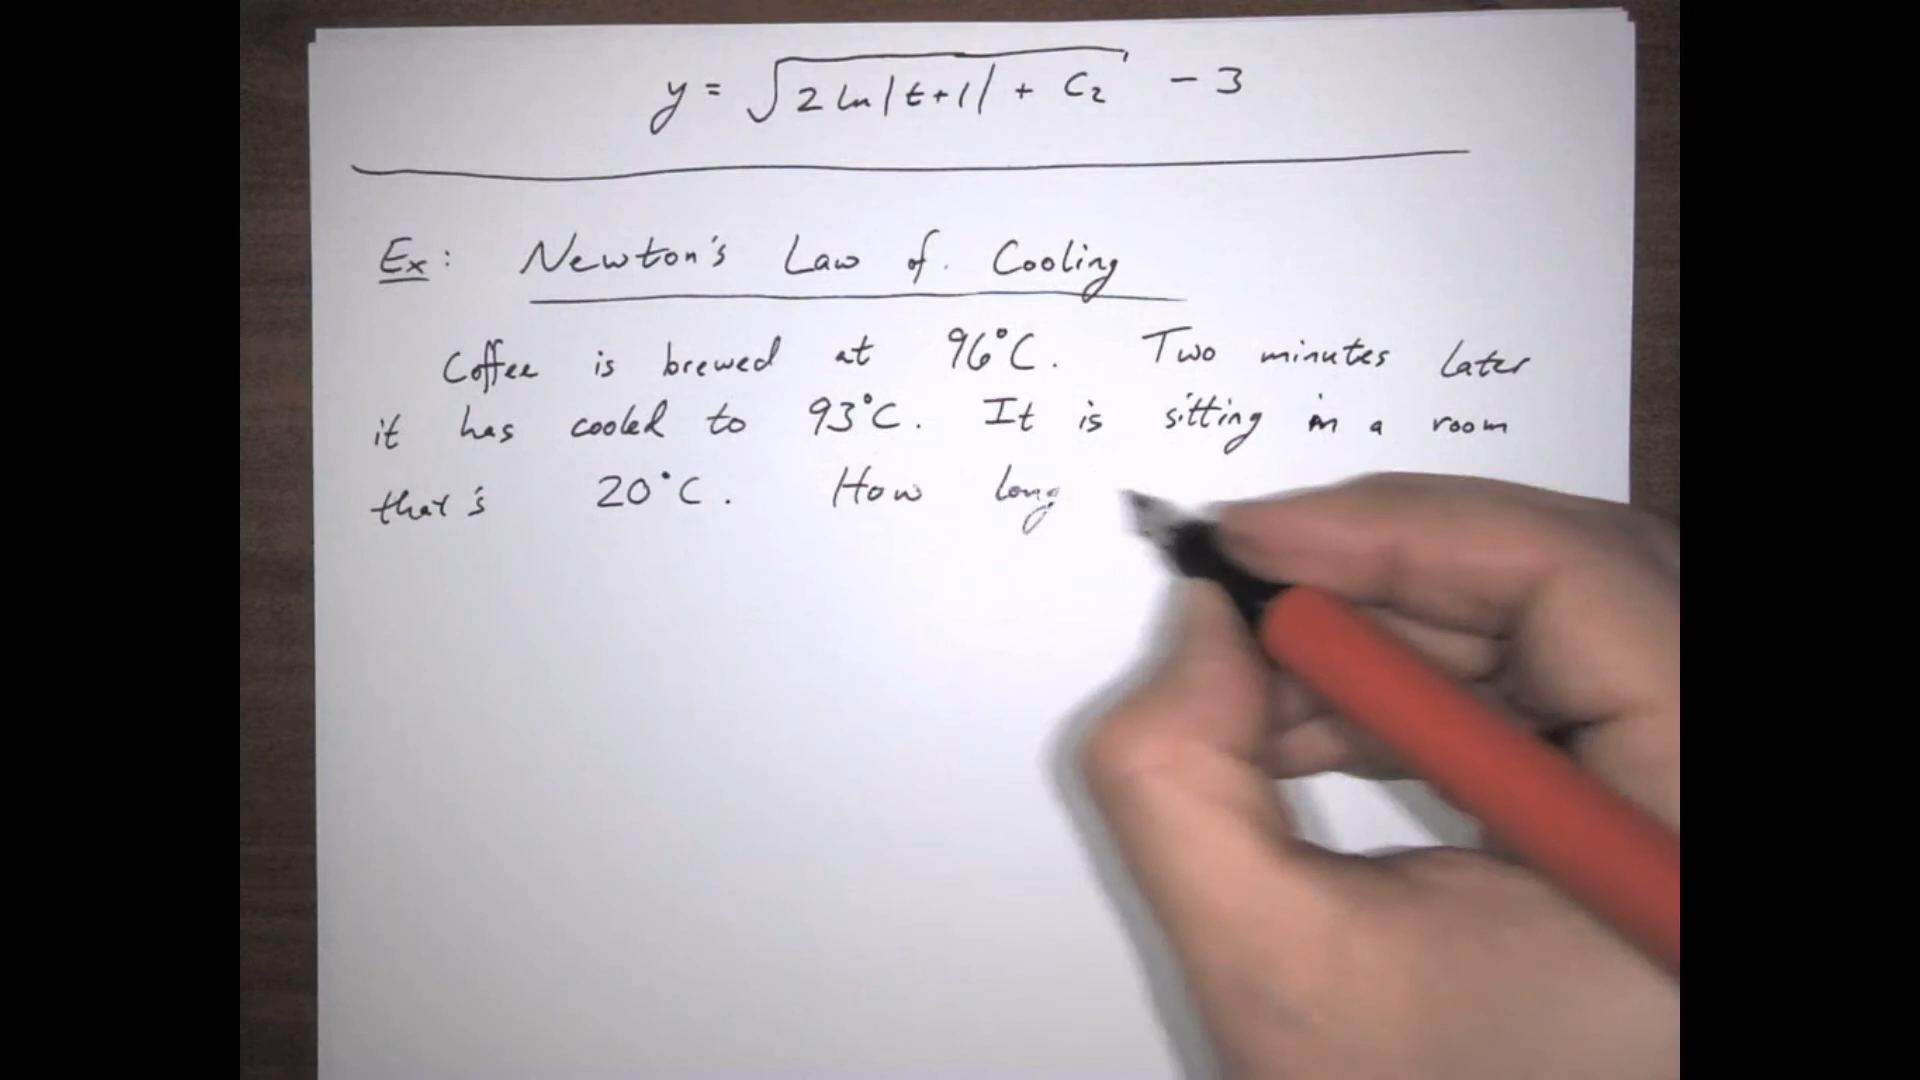 y = √(2 ln|t+1| + C₂) - 3
Ex: Newton's Law of Cooling
Coffee is brewed at 96°C. Two minutes later
it has cooled to 93°C. It is sitting in a room
that's 20°C. How long